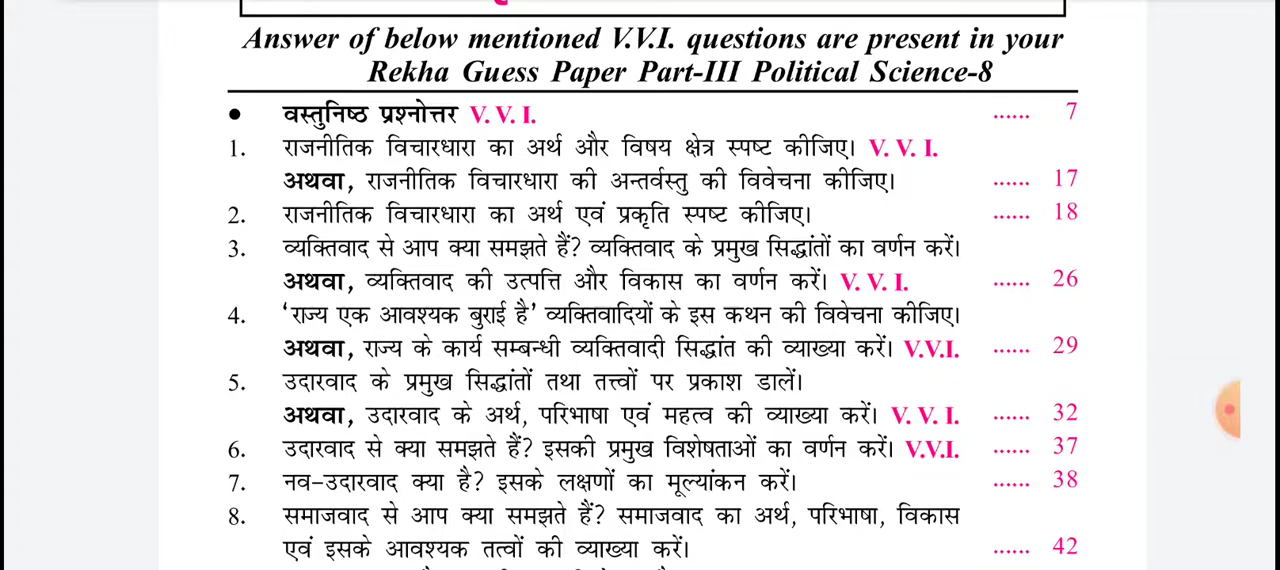 Answer of below mentioned V.V.I. questions are present in your
Rekha Guess Paper Part-III Political Science-8
• वस्तुनिष्ठ प्रश्नोत्तर V. V. I. ...... 7
1. राजनीतिक विचारधारा का अर्थ और विषय क्षेत्र स्पष्ट कीजिए। V. V. I.
अथवा, राजनीतिक विचारधारा की अन्तर्वस्तु की विवेचना कीजिए। ...... 17
2. राजनीतिक विचारधारा का अर्थ एवं प्रकृति स्पष्ट कीजिए। ...... 18
3. व्यक्तिवाद से आप क्या समझते हैं? व्यक्तिवाद के प्रमुख सिद्धांतों का वर्णन करें।
अथवा, व्यक्तिवाद की उत्पत्ति और विकास का वर्णन करें। V. V. I. ...... 26
4. ‘राज्य एक आवश्यक बुराई है’ व्यक्तिवादियों के इस कथन की विवेचना कीजिए।
अथवा, राज्य के कार्य सम्बन्धी व्यक्तिवादी सिद्धांत की व्याख्या करें। V.V.I. ...... 29
5. उदारवाद के प्रमुख सिद्धांतों तथा तत्त्वों पर प्रकाश डालें।
अथवा, उदारवाद के अर्थ, परिभाषा एवं महत्व की व्याख्या करें। V. V. I. ...... 32
6. उदारवाद से क्या समझते हैं? इसकी प्रमुख विशेषताओं का वर्णन करें। V.V.I. ...... 37
7. नव-उदारवाद क्या है? इसके लक्षणों का मूल्यांकन करें। ...... 38
8. समाजवाद से आप क्या समझते हैं? समाजवाद का अर्थ, परिभाषा, विकास
एवं इसके आवश्यक तत्वों की व्याख्या करें। ...... 42